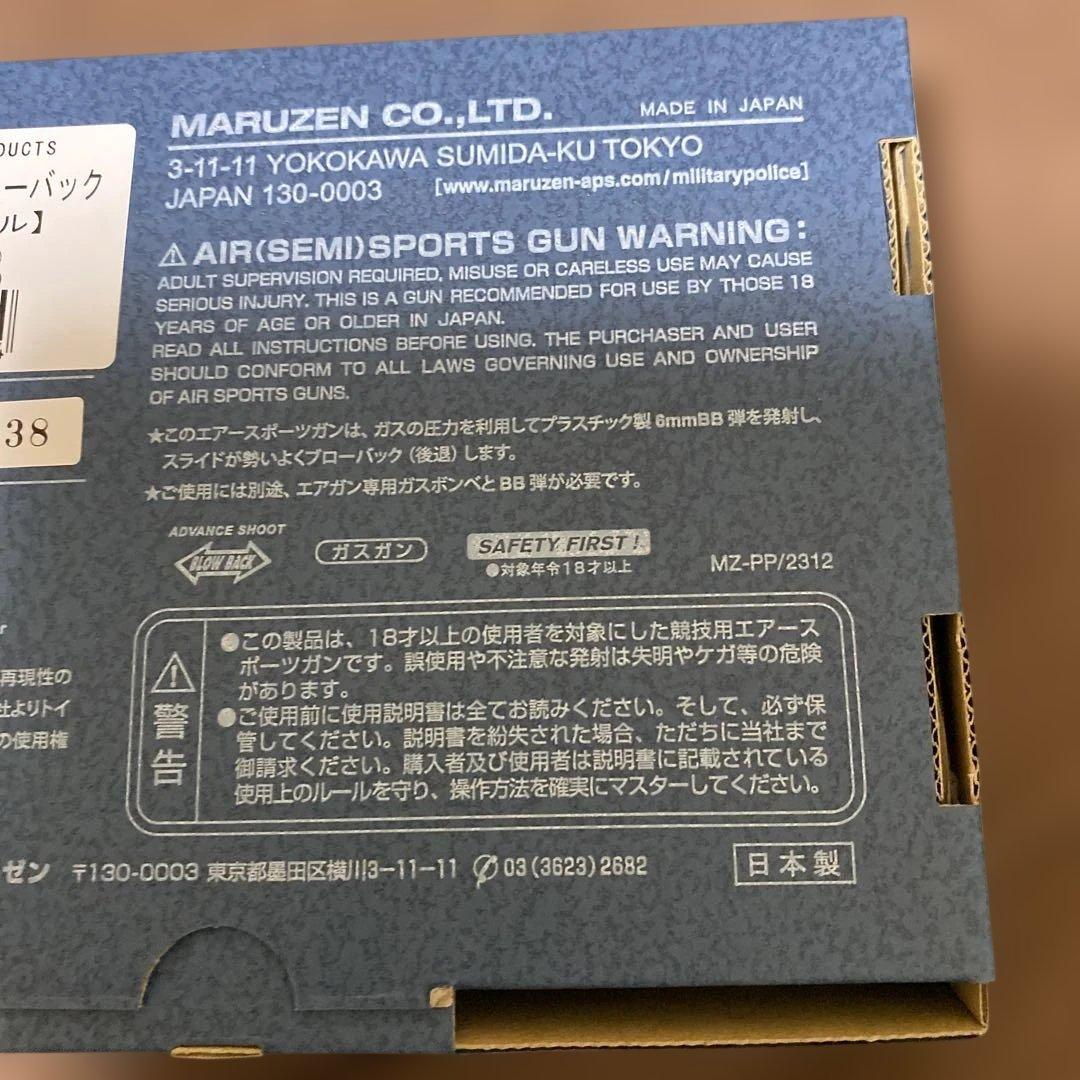 DUCTS
ーバック
ル】
38
MARUZEN CO.,LTD. MADE IN JAPAN
3-11-11 YOKOKAWA SUMIDA-KU TOKYO
JAPAN 130-0003 [www.maruzen-aps.com/militarypolice]
⚠ AIR(SEMI)SPORTS GUN WARNING:
ADULT SUPERVISION REQUIRED, MISUSE OR CARELESS USE MAY CAUSE
SERIOUS INJURY. THIS IS A GUN RECOMMENDED FOR USE BY THOSE 18
YEARS OF AGE OR OLDER IN JAPAN.
READ ALL INSTRUCTIONS BEFORE USING. THE PURCHASER AND USER
SHOULD CONFORM TO ALL LAWS GOVERNING USE AND OWNERSHIP
OF AIR SPORTS GUNS.
★このエアースポーツガンは、ガスの圧力を利用してプラスチック製6mmBB弾を発射し、
スライドが勢いよくブローバック(後退)します。
★ご使用には別途、エアガン専用ガスボンベとBB弾が必要です。
ADVANCE SHOOT
BLOW BACK
ガスガン
SAFETY FIRST!
●対象年令18才以上
MZ-PP/2312
再現性の
社よりトイ
の使用権
⚠警告
●この製品は、18才以上の使用者を対象にした競技用エアース
ポーツガンです。誤使用や不注意な発射は失明やケガ等の危険
があります。
●ご使用前に使用説明書は全てお読みください。そして、必ず保
管してください。説明書を紛失された場合、ただちに当社まで
御請求ください。購入者及び使用者は説明書に記載されている
使用上のルールを守り、操作方法を確実にマスターしてください。
ゼン 〒130-0003 東京都墨田区横川3-11-11 03(3623)2682
日本製